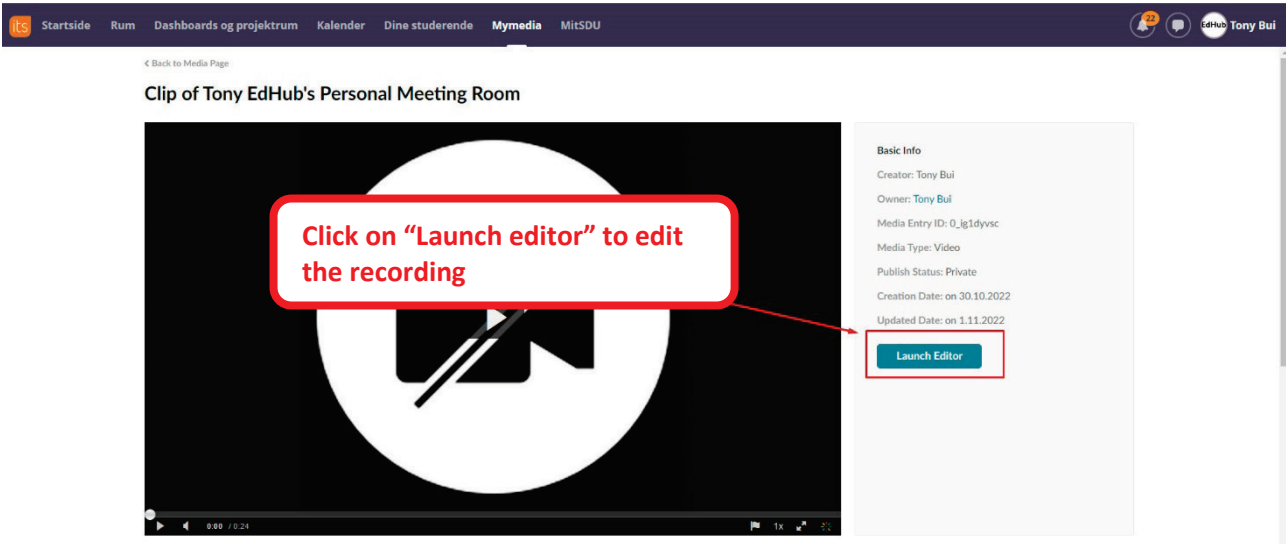 its Startside Rum Dashboards og projektrum Kalender Dine studerende Mymedia MitSDU 22 EdHub Tony Bui
< Back to Media Page
Clip of Tony EdHub's Personal Meeting Room
Click on “Launch editor” to edit
the recording
0:00 / 0:24 1x
Basic Info
Creator: Tony Bui
Owner: Tony Bui
Media Entry ID: 0_ig1dyvsc
Media Type: Video
Publish Status: Private
Creation Date: on 30.10.2022
Updated Date: on 1.11.2022
Launch Editor